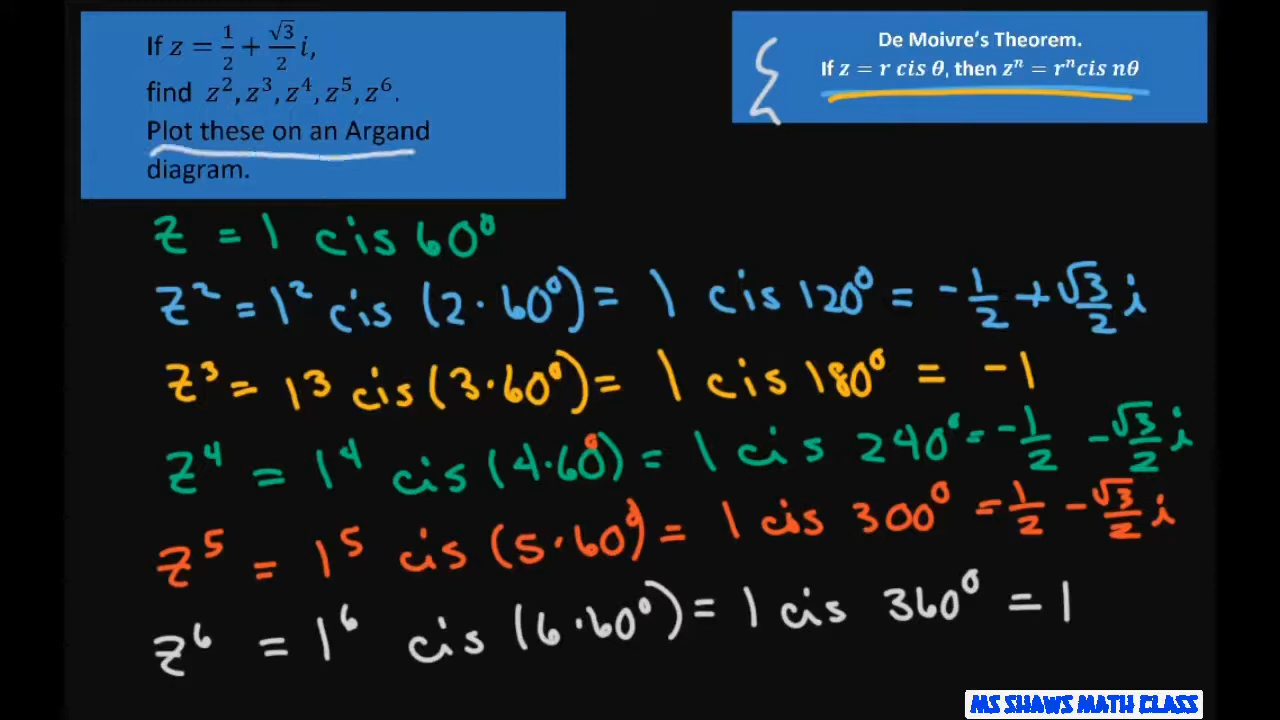 If z = 1/2 + √3/2 i,
find z², z³, z⁴, z⁵, z⁶.
Plot these on an Argand
diagram.
De Moivre's Theorem.
If z = r cis θ, then zⁿ = rⁿcis nθ
z = 1 cis 60°
z² = 1² cis (2·60°) = 1 cis 120° = -1/2 + √3/2 i
z³ = 1³ cis (3·60°) = 1 cis 180° = -1
z⁴ = 1⁴ cis (4·60°) = 1 cis 240° = -1/2 - √3/2 i
z⁵ = 1⁵ cis (5·60°) = 1 cis 300° = 1/2 - √3/2 i
z⁶ = 1⁶ cis (6·60°) = 1 cis 360° = 1
MS SHAWS MATH CLASS